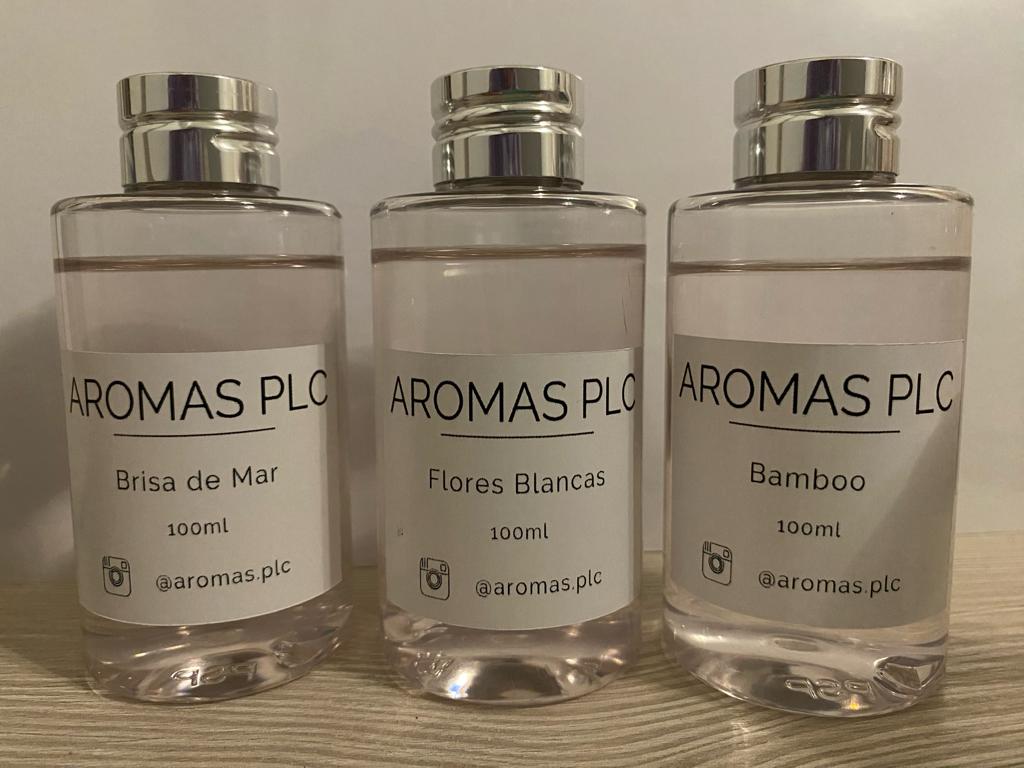 AROMAS PLC
Brisa de Mar
100ml
@aromas.plc
AROMAS PLC
Flores Blancas
100ml
@aromas.plc
AROMAS PLC
Bamboo
100ml
@aromas.plc